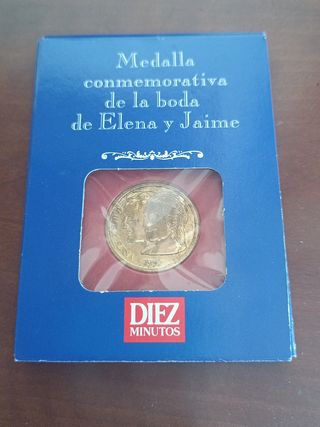 Medalla
conmemorativa
de la boda
de Elena y Jaime
DIEZ
MINUTOS